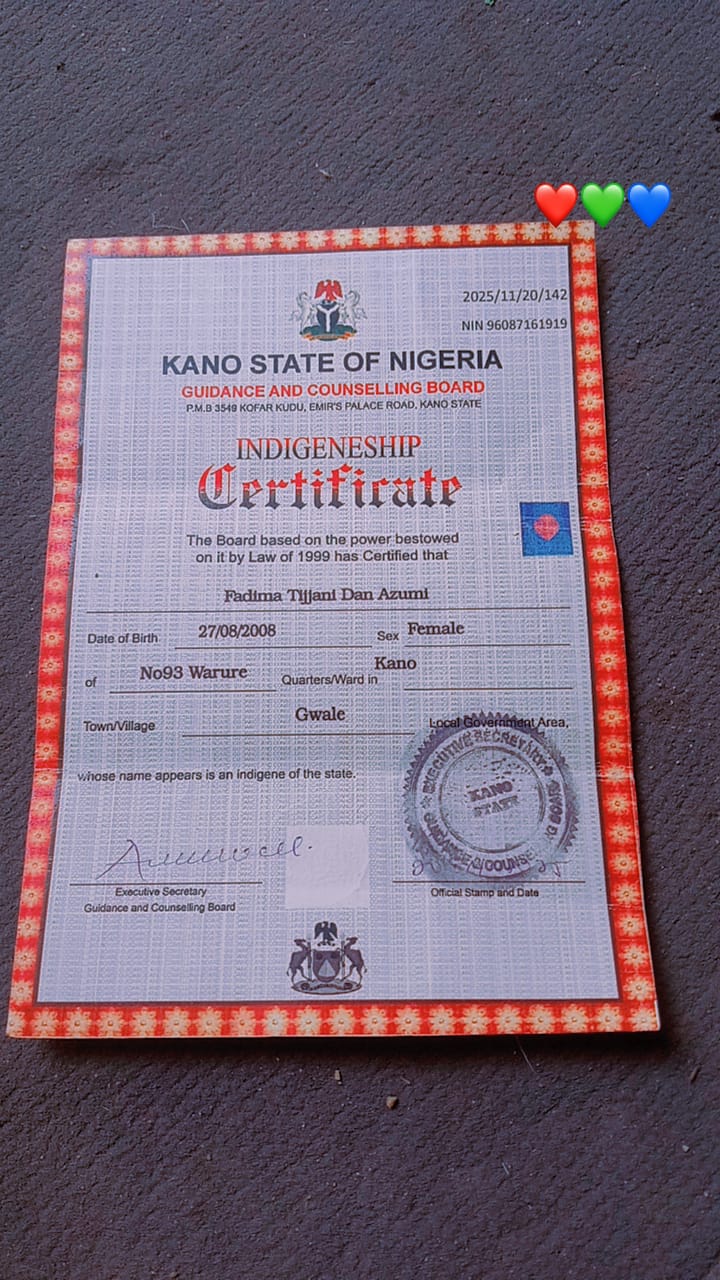 2025/11/20/142
NIN 96087161919
KANO STATE OF NIGERIA
GUIDANCE AND COUNSELLING BOARD
P.M.B 3549 KOFAR KUDU, EMIR'S PALACE ROAD, KANO STATE
INDIGENESHIP
Certificate
The Board based on the power bestowed
on it by Law of 1999 has Certified that
Fadima Tijjani Dan Azumi
Date of Birth 27/08/2008 Sex Female
of No93 Warure Quarters/Ward in Kano
Town/Village Gwale Local Government Area,
whose name appears is an indigene of the state.
EXECUTIVE SECRETARY
KANO
STATE
GUIDANCE & COUNSE
Executive Secretary
Guidance and Counselling Board
Official Stamp and Date